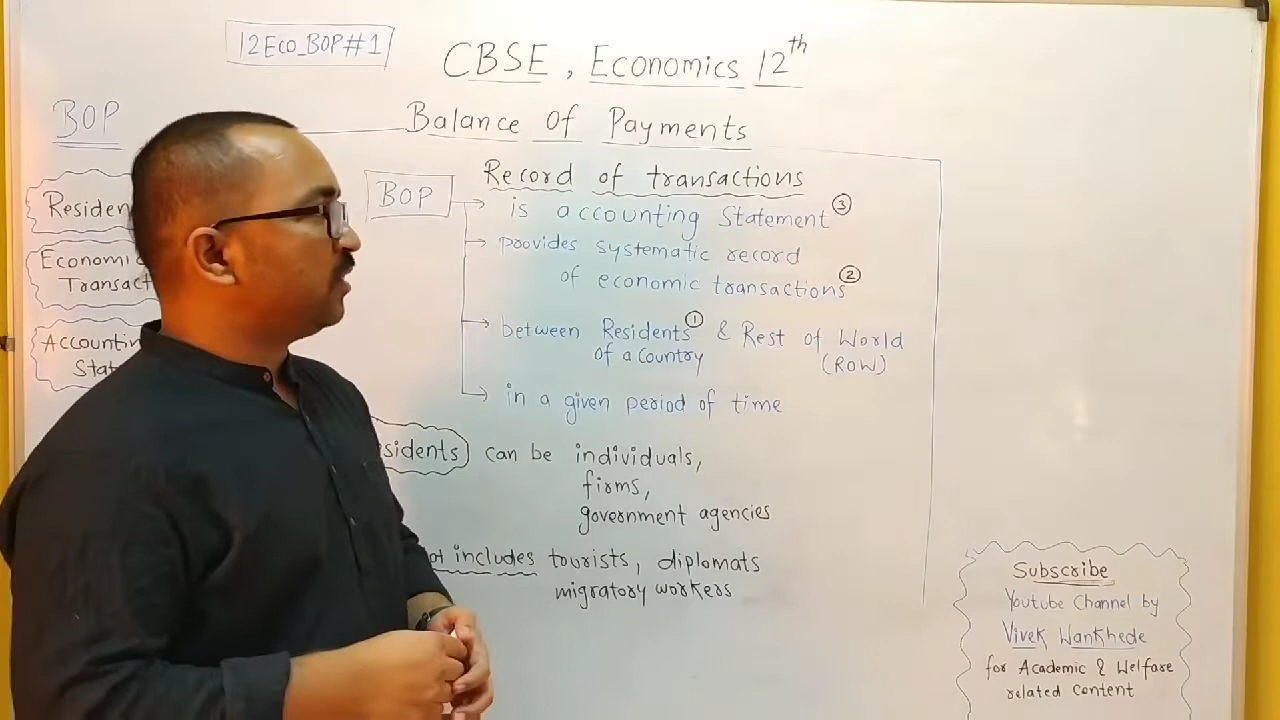 12Eco_BOP#1
CBSE, Economics 12th
BOP
Balance of Payments
Residen
Economi
Transact
Accountin
Stat
BOP
Record of transactions
is accounting Statement ③
provides systematic record
of economic transactions ②
between Residents ① & Rest of World
of a country (ROW)
in a given period of time
sidents can be individuals,
firms,
government agencies
ot includes tourists, diplomats
migratory workers
Subscribe
Youtube Channel by
Vivek Wankhede
for Academic & Welfare
related content